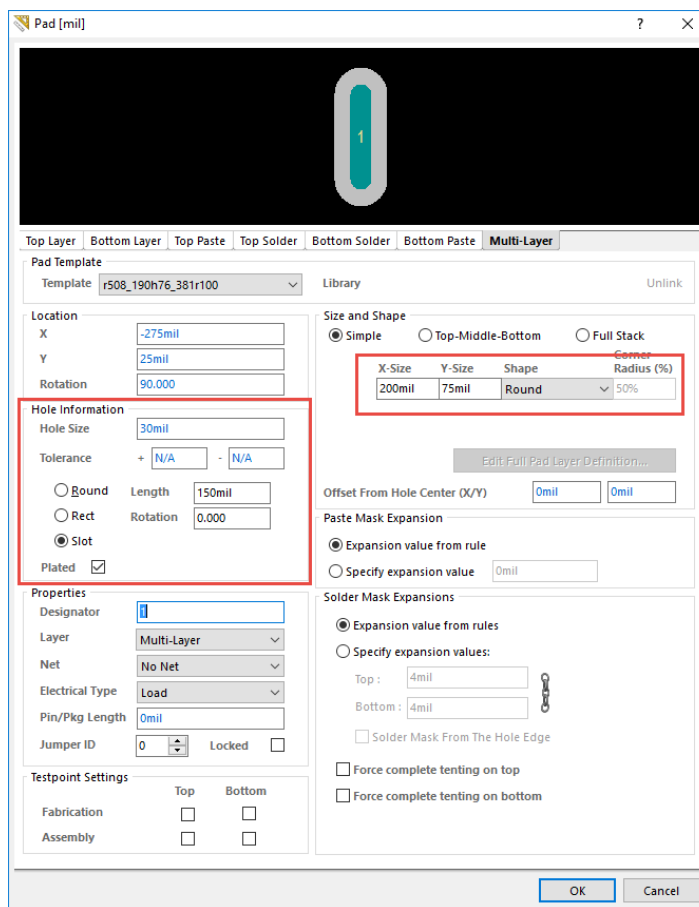 Pad [mil] ?
1
Top Layer Bottom Layer Top Paste Top Solder Bottom Solder Bottom Paste Multi-Layer
Pad Template
Template r508_190h76_381r100 Library Unlink
Location
X -275mil
Y 25mil
Rotation 90.000
Hole Information
Hole Size 30mil
Tolerance + N/A - N/A
Round Length 150mil
Rect Rotation 0.000
Slot
Plated
Properties
Designator 1
Layer Multi-Layer
Net No Net
Electrical Type Load
Pin/Pkg Length 0mil
Jumper ID 0 Locked
Testpoint Settings
Top Bottom
Fabrication
Assembly
Size and Shape
Simple Top-Middle-Bottom Full Stack
X-Size Y-Size Shape Corner Radius (%)
200mil 75mil Round 50%
Edit Full Pad Layer Definition...
Offset From Hole Center (X/Y) 0mil 0mil
Paste Mask Expansion
Expansion value from rule
Specify expansion value 0mil
Solder Mask Expansions
Expansion value from rules
Specify expansion values:
Top : 4mil
Bottom : 4mil
Solder Mask From The Hole Edge
Force complete tenting on top
Force complete tenting on bottom
OK Cancel